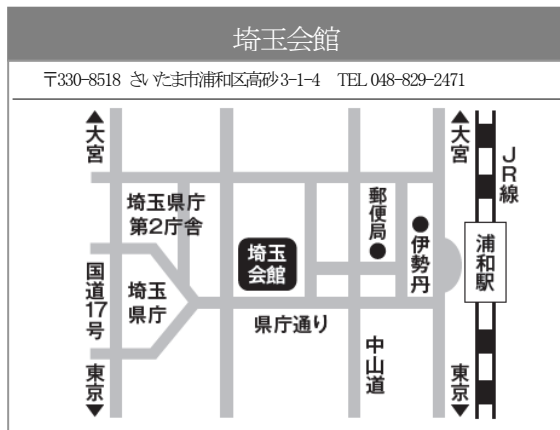 埼玉会館
〒330-8518 さいたま市浦和区高砂3-1-4 TEL 048-829-2471
▲大宮
▲大宮
JR線
埼玉県庁
第2庁舎
郵便局●
●伊勢丹
浦和駅
埼玉
会館
国道17号
埼玉
県庁
県庁通り
中山道
東京▼
東京▼